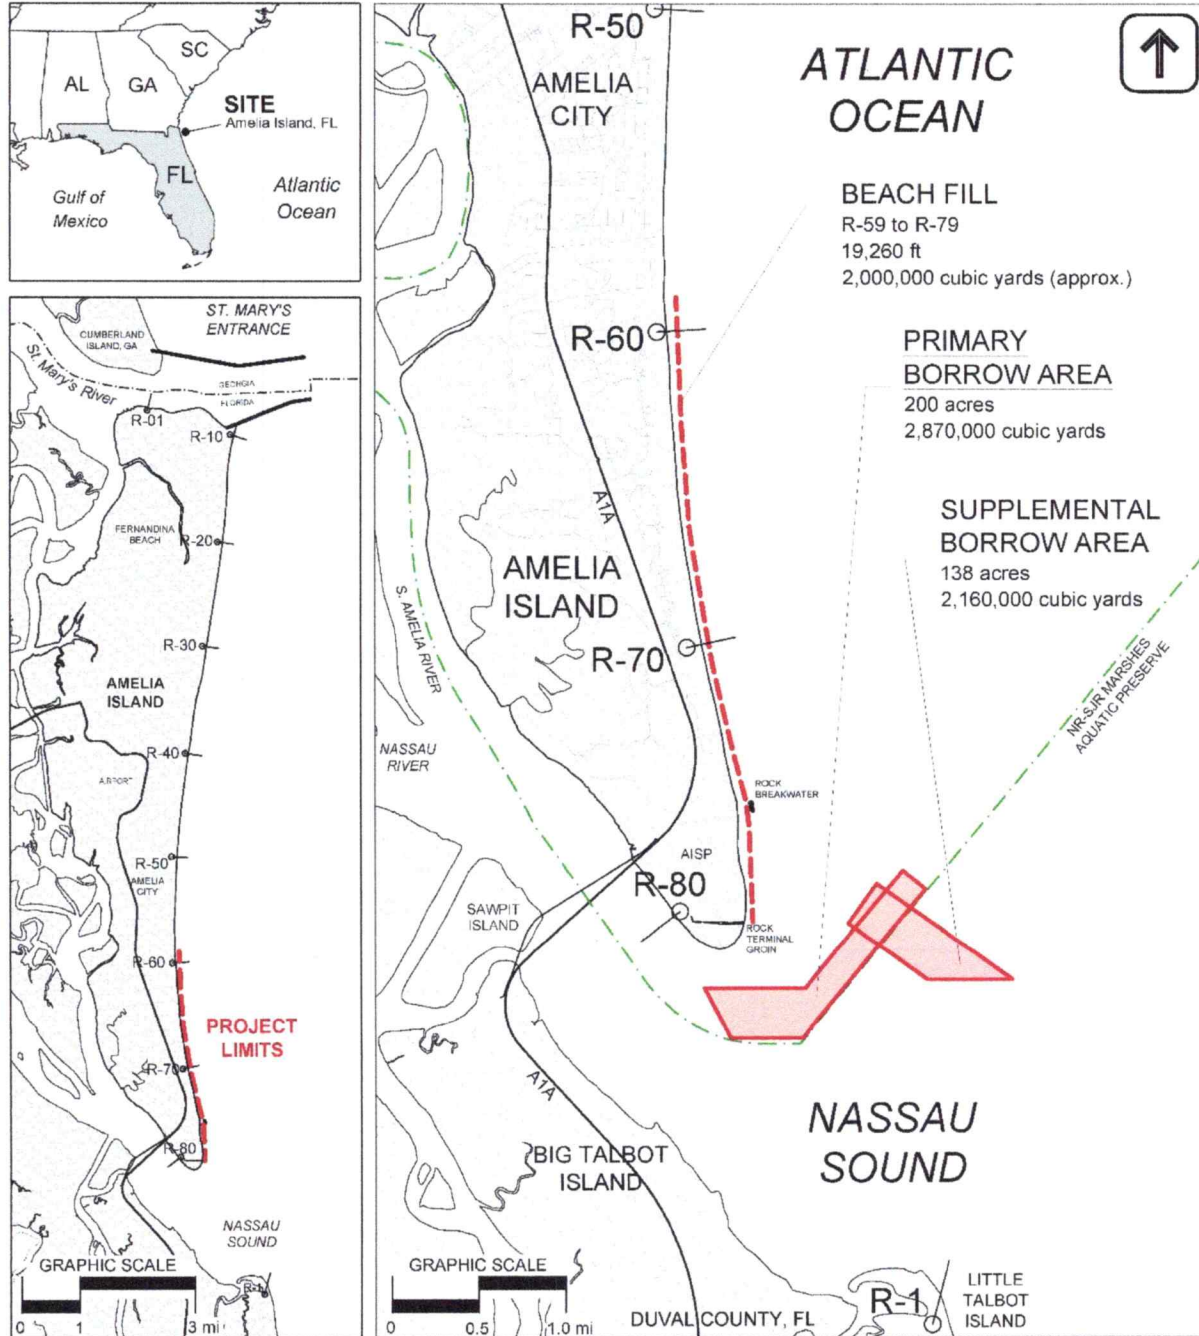 SC
AL
GA
SITE
Amelia Island, FL
FL
Gulf of
Mexico
Atlantic
Ocean
ST. MARY'S
ENTRANCE
CUMBERLAND
ISLAND, GA
St. Mary's River
GEORGIA
FLORIDA
R-01
R-10
FERNANDINA
BEACH
R-20
R-30
AMELIA
ISLAND
R-40
AIRPORT
R-50
AMELIA
CITY
R-60
PROJECT
LIMITS
R-70
R-80
NASSAU
SOUND
GRAPHIC SCALE
R-1
0 1 3 mi
R-50
AMELIA
CITY
ATLANTIC
OCEAN
BEACH FILL
R-59 to R-79
19,260 ft
2,000,000 cubic yards (approx.)
R-60
PRIMARY
BORROW AREA
200 acres
2,870,000 cubic yards
A1A
SUPPLEMENTAL
BORROW AREA
138 acres
2,160,000 cubic yards
AMELIA
ISLAND
S. AMELIA RIVER
R-70
NR-SJR MARSHES
AQUATIC PRESERVE
NASSAU
RIVER
ROCK
BREAKWATER
AISP
R-80
SAWPIT
ISLAND
ROCK
TERMINAL
GROIN
A1A
NASSAU
SOUND
BIG TALBOT
ISLAND
GRAPHIC SCALE
0 0.5 1.0 mi
DUVAL COUNTY, FL
R-1
LITTLE
TALBOT
ISLAND